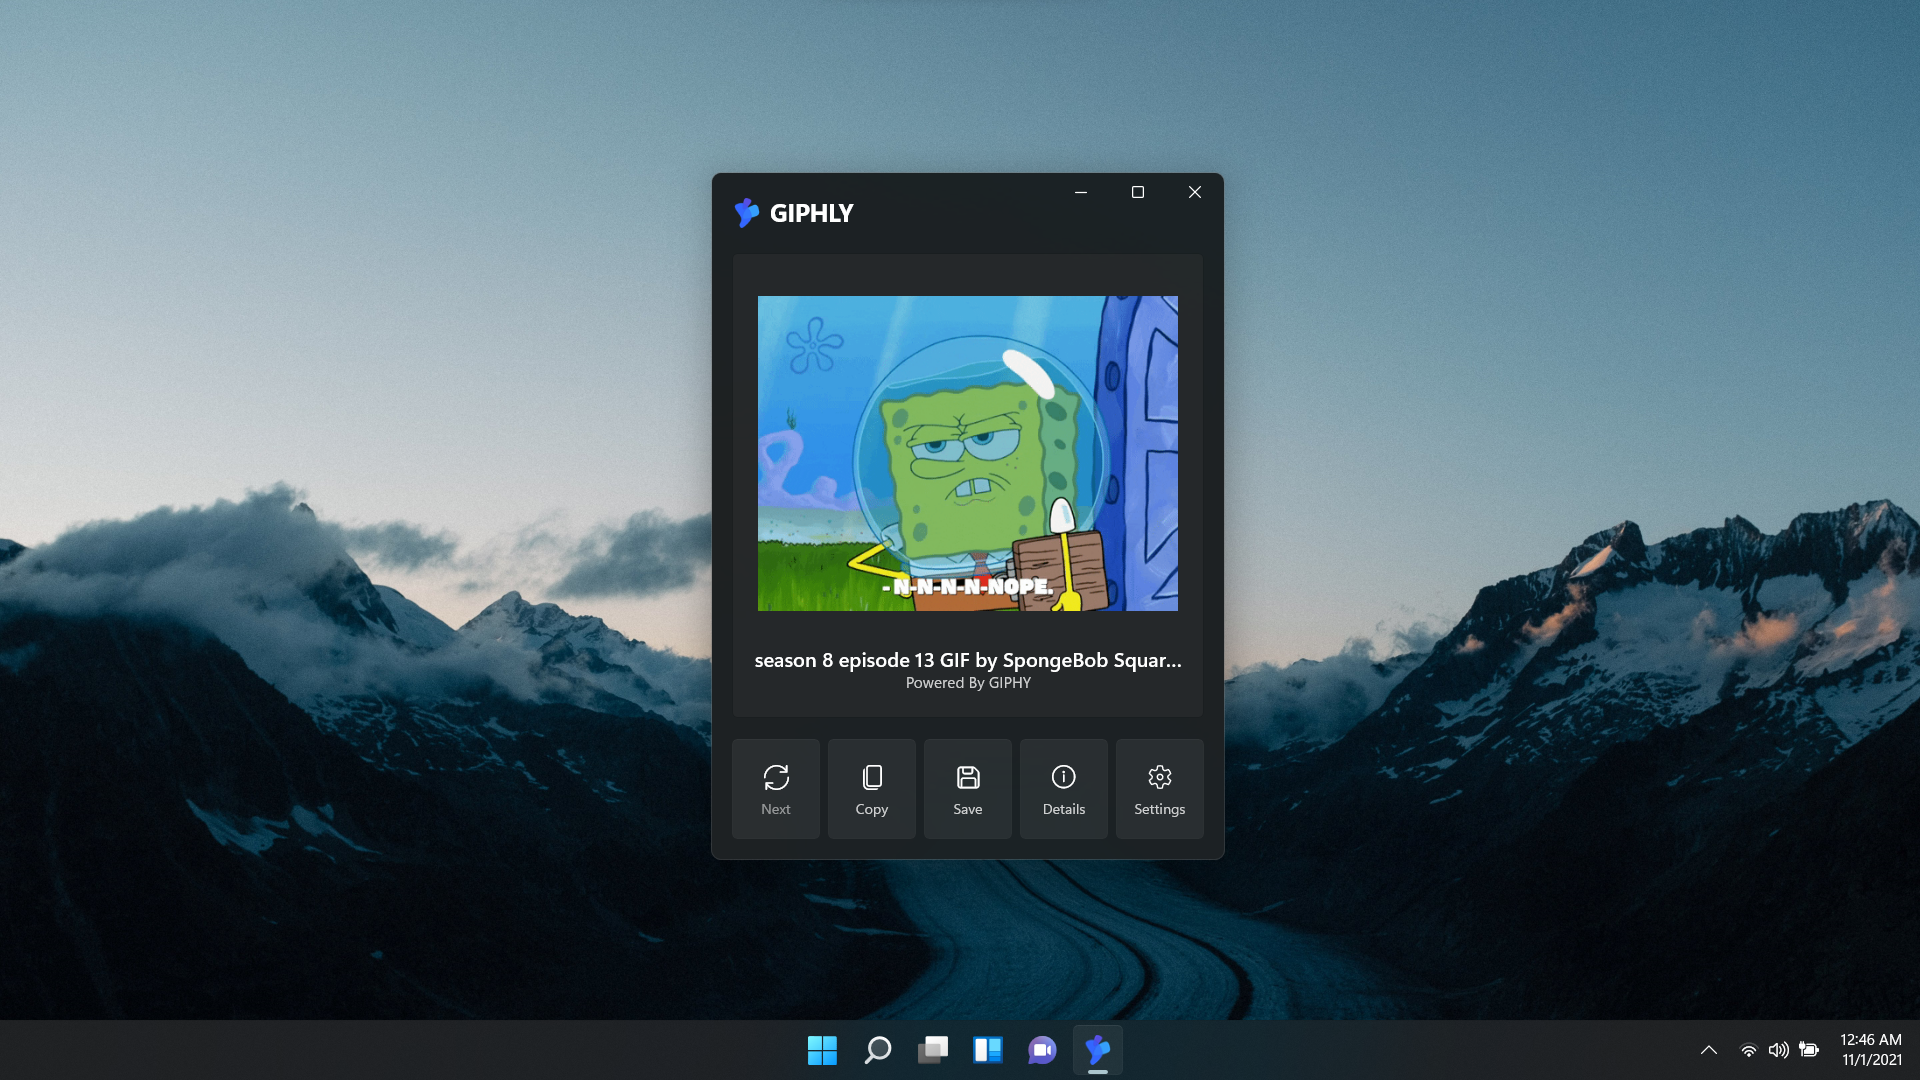 GIPHLY
- N-N-N-N-NOPE.
season 8 episode 13 GIF by SpongeBob Squar...
Powered By GIPHY
Next
Copy
Save
Details
Settings
12:46 AM
11/1/2021